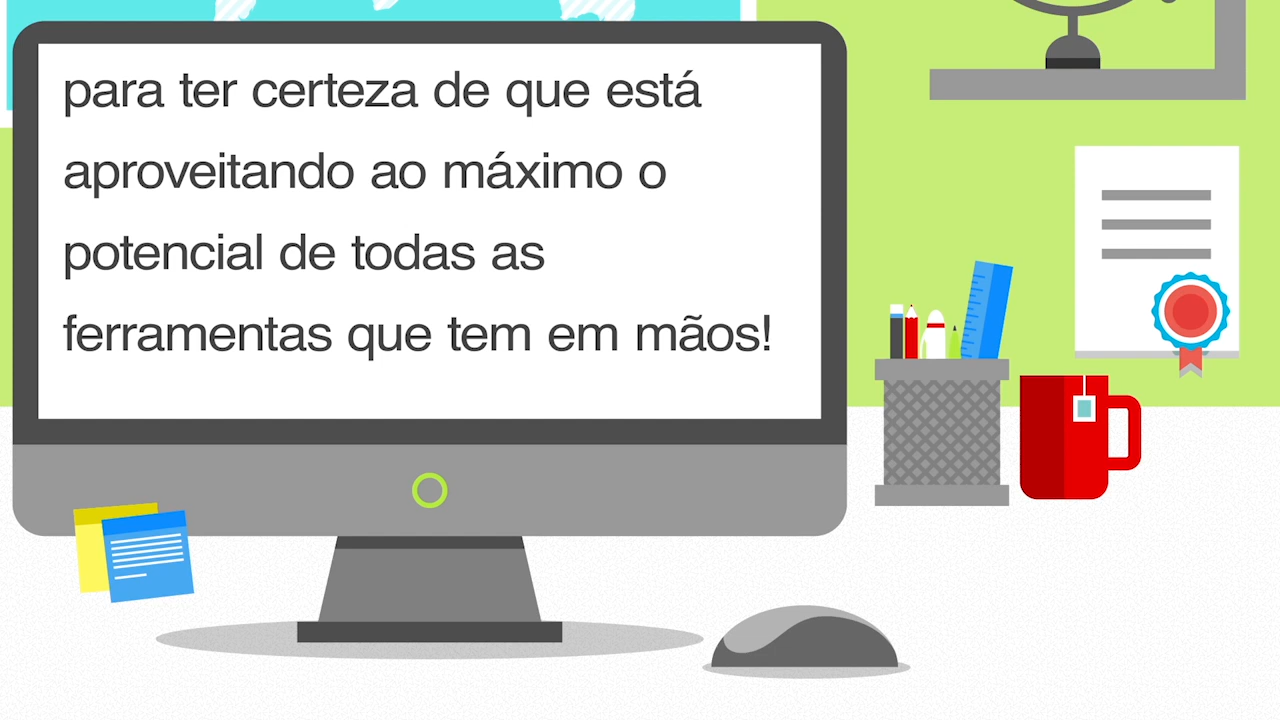 para ter certeza de que está
aproveitando ao máximo o
potencial de todas as
ferramentas que tem em mãos!